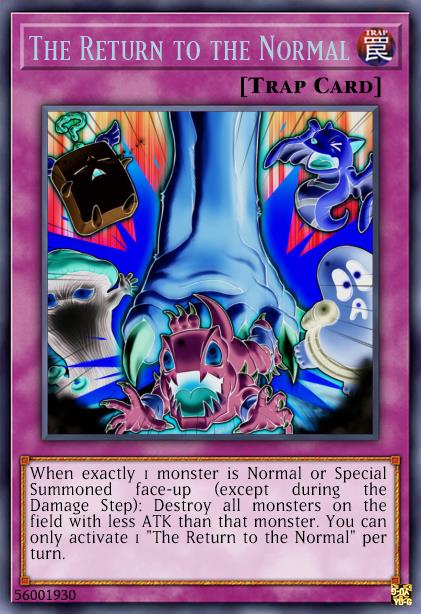 The Return to the Normal
TRAP
罠
[Trap Card]
When exactly 1 monster is Normal or Special
Summoned face-up (except during the
Damage Step): Destroy all monsters on the
field with less ATK than that monster. You can
only activate 1 "The Return to the Normal" per
turn.
56001930